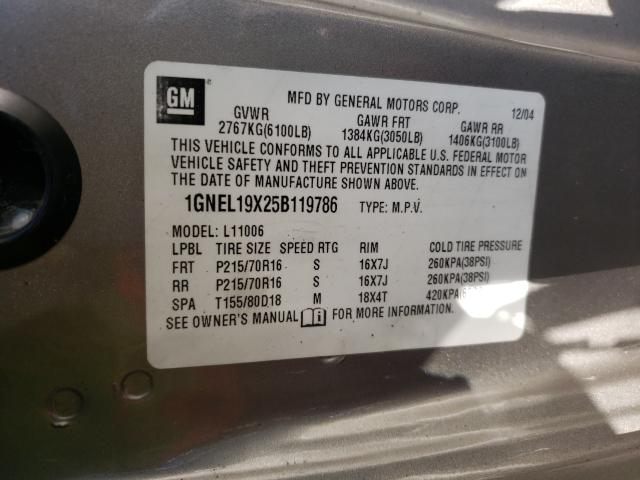 GM
MFD BY GENERAL MOTORS CORP. 12/04
GVWR GAWR FRT GAWR RR
2767KG(6100LB) 1384KG(3050LB) 1406KG(3100LB)
THIS VEHICLE CONFORMS TO ALL APPLICABLE U.S. FEDERAL MOTOR
VEHICLE SAFETY AND THEFT PREVENTION STANDARDS IN EFFECT ON
THE DATE OF MANUFACTURE SHOWN ABOVE.
1GNEL19X25B119786 TYPE: M.P.V.
MODEL: L11006
LPBL TIRE SIZE SPEED RTG RIM COLD TIRE PRESSURE
FRT P215/70R16 S 16X7J 260KPA(38PSI)
RR P215/70R16 S 16X7J 260KPA(38PSI)
SPA T155/80D18 M 18X4T 420KPA
SEE OWNER'S MANUAL FOR MORE INFORMATION.